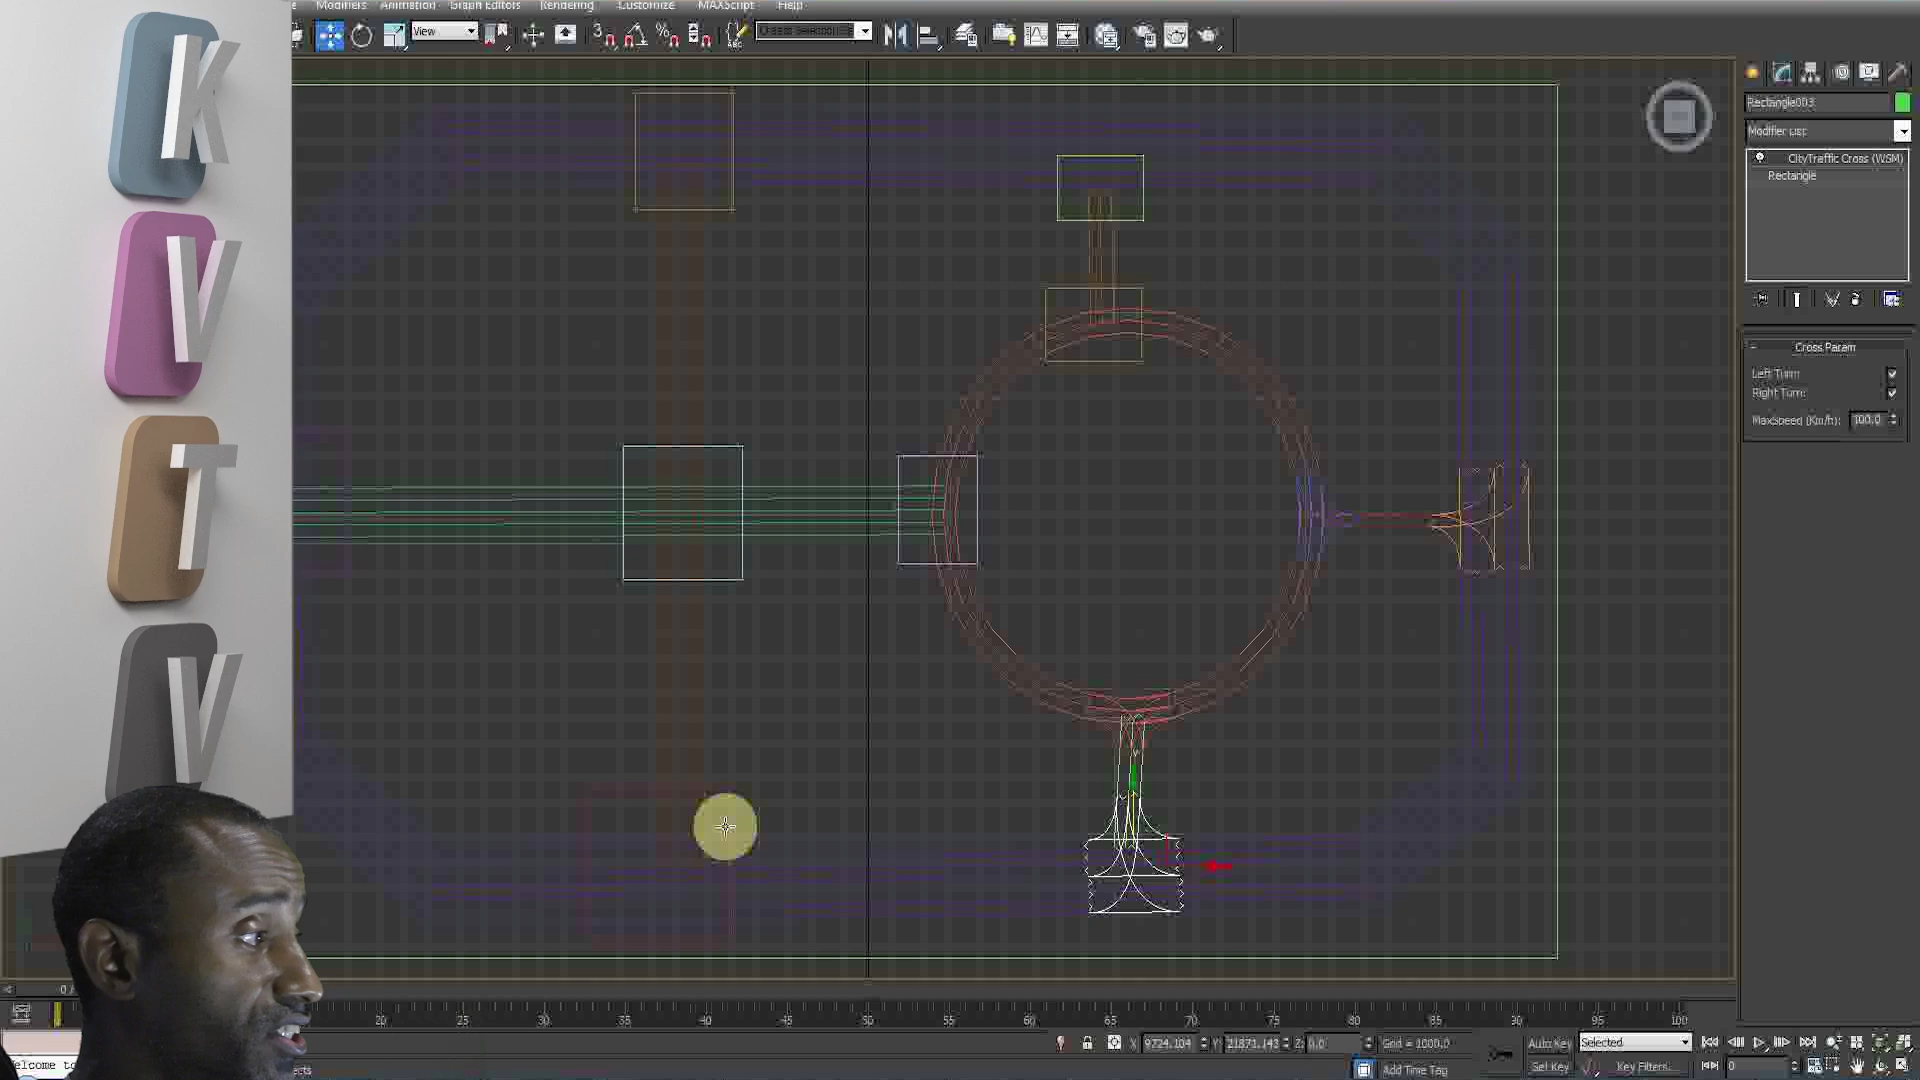 Modifiers Animation Graph Editors Rendering Customize MAXScript Help
View
K
V
T
V
Rectangle003
Modifier List
CityTraffic Cross (WSM)
Rectangle
Cross Param
Left Turn:
Right Turn:
MaxSpeed (Km/h): 100.0
20 25 30 35 40 45 50 55 60 65 70 75 80 85 90 95 100
X: 9724.104 Y: 21871.143 Z: 0.0 Grid = 1000.0 Auto Key Selected
Welcome to
Add Time Tag Set Key Key Filters... 0